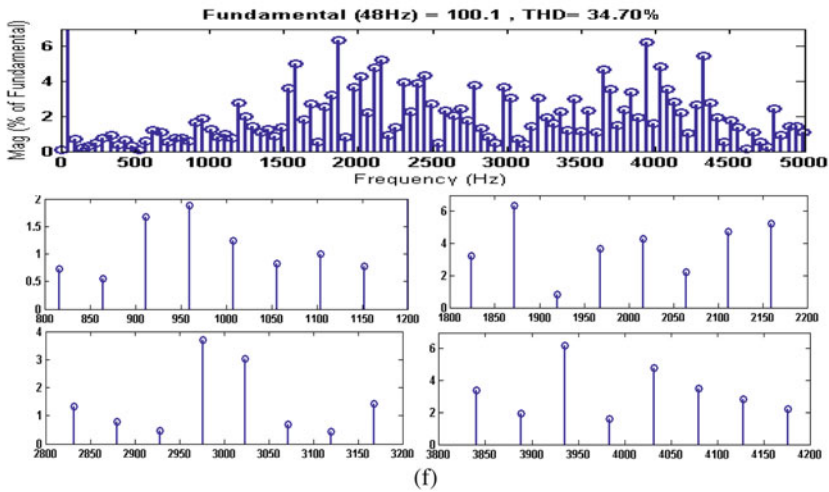 Fundamental (48Hz) = 100.1 , THD= 34.70%
Mag (% of Fundamental)
6
4
2
0
0 500 1000 1500 2000 2500 3000 3500 4000 4500 5000
Frequency (Hz)
2
1.5
1
0.5
0
800 850 900 950 1000 1050 1100 1150 1200
6
4
2
0
1800 1850 1900 1950 2000 2050 2100 2150 2200
4
3
2
1
0
2800 2850 2900 2950 3000 3050 3100 3150 3200
6
4
2
0
3800 3850 3900 3950 4000 4050 4100 4150 4200
(f)